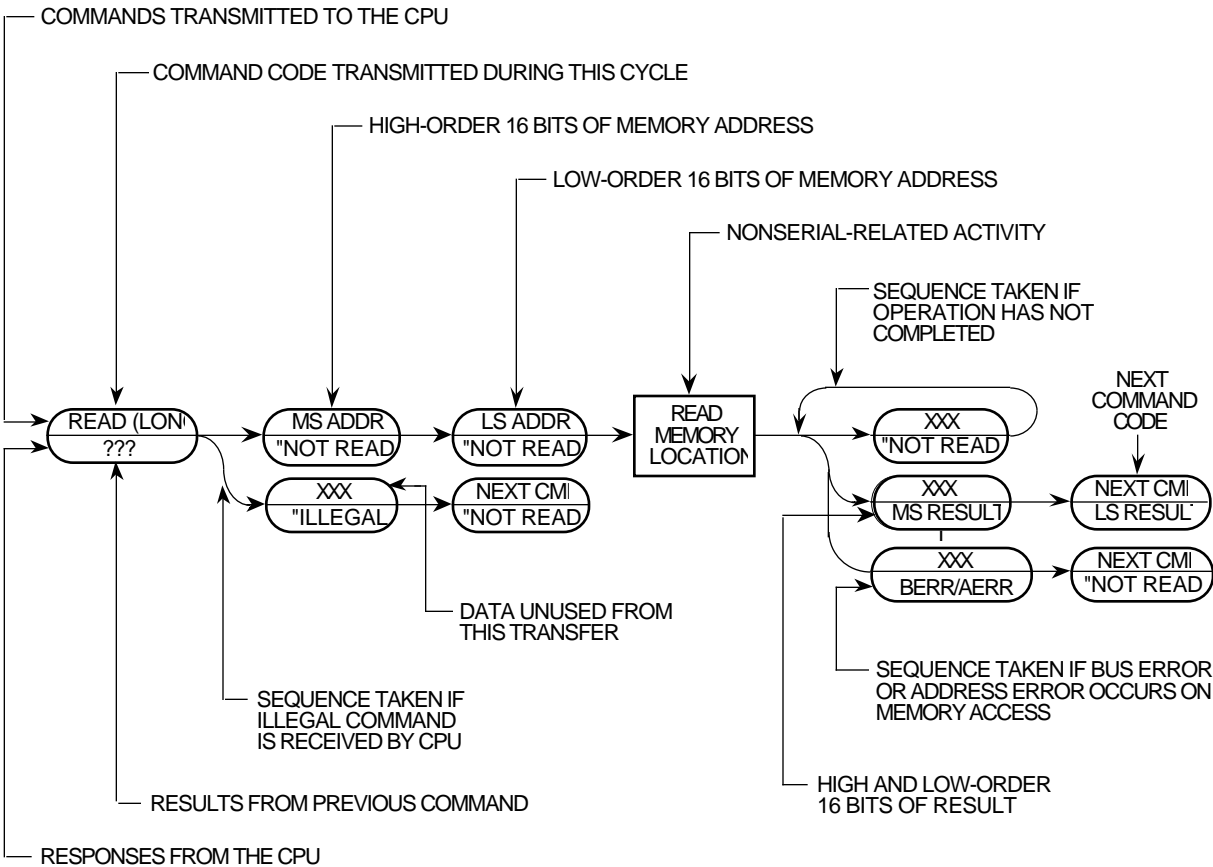 COMMANDS TRANSMITTED TO THE CPU
COMMAND CODE TRANSMITTED DURING THIS CYCLE
HIGH-ORDER 16 BITS OF MEMORY ADDRESS
LOW-ORDER 16 BITS OF MEMORY ADDRESS
NONSERIAL-RELATED ACTIVITY
SEQUENCE TAKEN IF
OPERATION HAS NOT
COMPLETED
NEXT
COMMAND
CODE
READ (LON
???
MS ADDR
"NOT READ
LS ADDR
"NOT READ
READ
MEMORY
LOCATION
XXX
"NOT READ
XXX
"ILLEGAL
NEXT CM
"NOT READ
XXX
MS RESULT
NEXT CM
LS RESUL
XXX
BERR/AERR
NEXT CM
"NOT READ
DATA UNUSED FROM
THIS TRANSFER
SEQUENCE TAKEN IF
ILLEGAL COMMAND
IS RECEIVED BY CPU
SEQUENCE TAKEN IF BUS ERROR
OR ADDRESS ERROR OCCURS ON
MEMORY ACCESS
HIGH AND LOW-ORDER
16 BITS OF RESULT
RESULTS FROM PREVIOUS COMMAND
RESPONSES FROM THE CPU